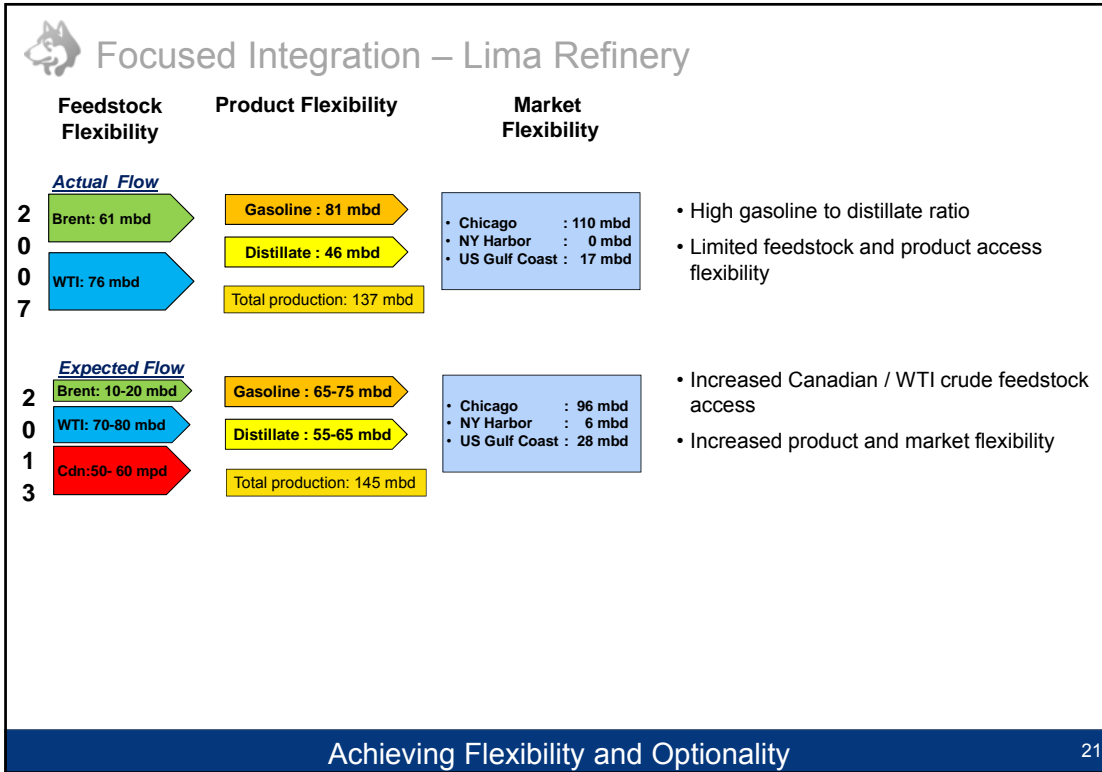 Focused Integration – Lima Refinery
Feedstock
Flexibility
Product Flexibility
Market
Flexibility
2
0
0
7
Actual Flow
Brent: 61 mbd
WTI: 76 mbd
Gasoline : 81 mbd
Distillate : 46 mbd
Total production: 137 mbd
• Chicago : 110 mbd
• NY Harbor : 0 mbd
• US Gulf Coast : 17 mbd
• High gasoline to distillate ratio
• Limited feedstock and product access
flexibility
2
0
1
3
Expected Flow
Brent: 10-20 mbd
WTI: 70-80 mbd
Cdn:50- 60 mpd
Gasoline : 65-75 mbd
Distillate : 55-65 mbd
Total production: 145 mbd
• Chicago : 96 mbd
• NY Harbor : 6 mbd
• US Gulf Coast : 28 mbd
• Increased Canadian / WTI crude feedstock
access
• Increased product and market flexibility
Achieving Flexibility and Optionality
21